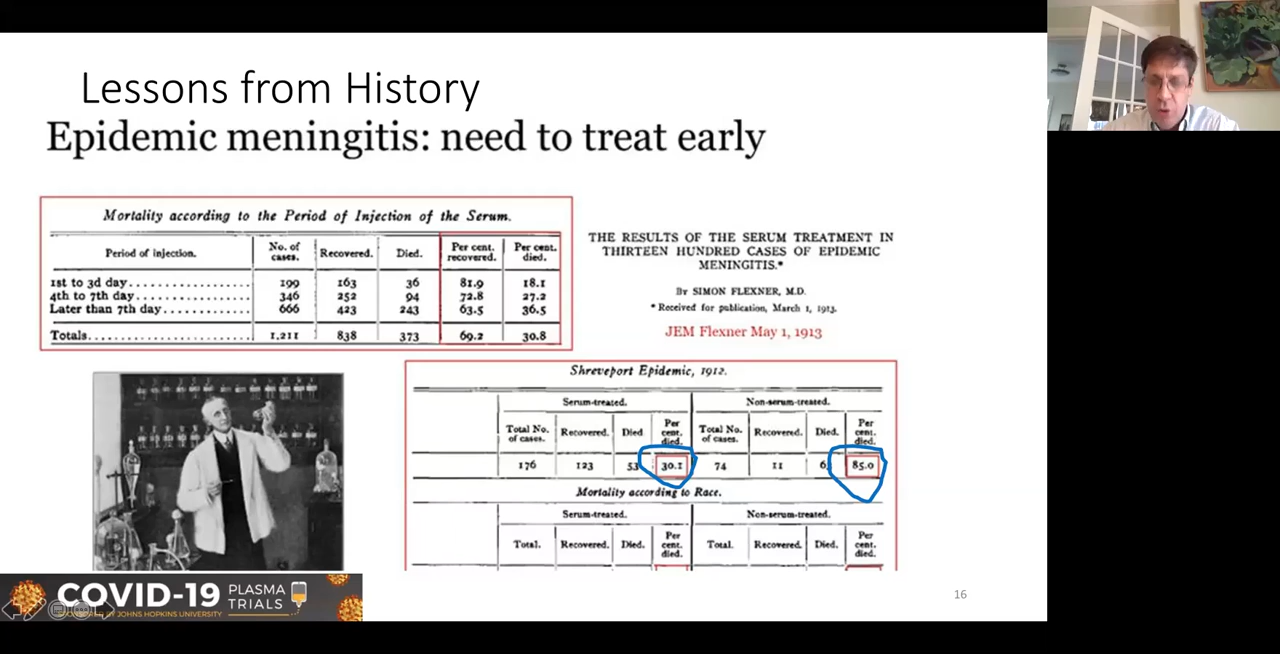 Lessons from History
Epidemic meningitis: need to treat early
Mortality according to the Period of Injection of the Serum.
Period of injection. No. of cases. Recovered. Died. Per cent. recovered. Per cent. died.
1st to 3d day 199 163 36 81.9 18.1
4th to 7th day 346 252 94 72.8 27.2
Later than 7th day 666 423 243 63.5 36.5
Totals 1,211 838 373 69.2 30.8
THE RESULTS OF THE SERUM TREATMENT IN
THIRTEEN HUNDRED CASES OF EPIDEMIC
MENINGITIS.*
BY SIMON FLEXNER, M.D.
* Received for publication, March 1, 1913.
JEM Flexner May 1, 1913
Shreveport Epidemic, 1912.
Serum-treated. Non-serum-treated.
Total No. of cases. Recovered. Died Per cent. died. Total No. of cases. Recovered. Died. Per cent. died.
176 123 53 30.1 74 11 85.0
Mortality according to Race.
Serum-treated. Non-serum-treated.
Total. Recovered. Died. Per cent. died. Total. Recovered. Died. Per cent. died.
COVID-19 PLASMA TRIALS
SPONSORED BY JOHNS HOPKINS UNIVERSITY
16